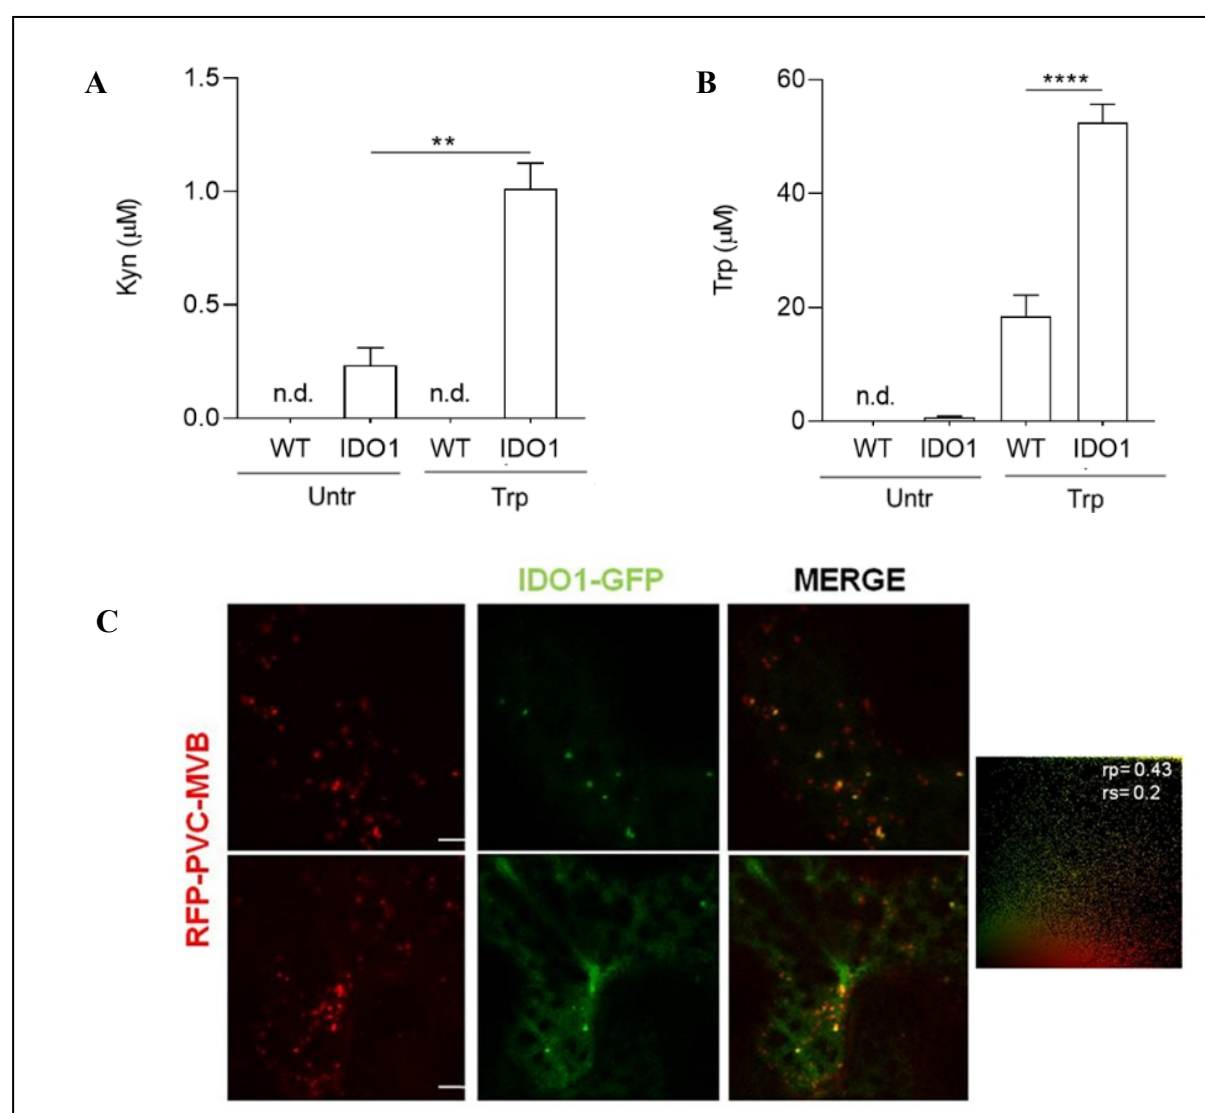 A
1.5
**
1.0
Kyn (μM)
0.5
n.d.
n.d.
0.0
WT IDO1 WT IDO1
Untr Trp
B
60
****
40
Trp (μM)
20
n.d.
0
WT IDO1 WT IDO1
Untr Trp
C
IDO1-GFP MERGE
RFP-PVC-MVB
rp= 0.43
rs= 0.2